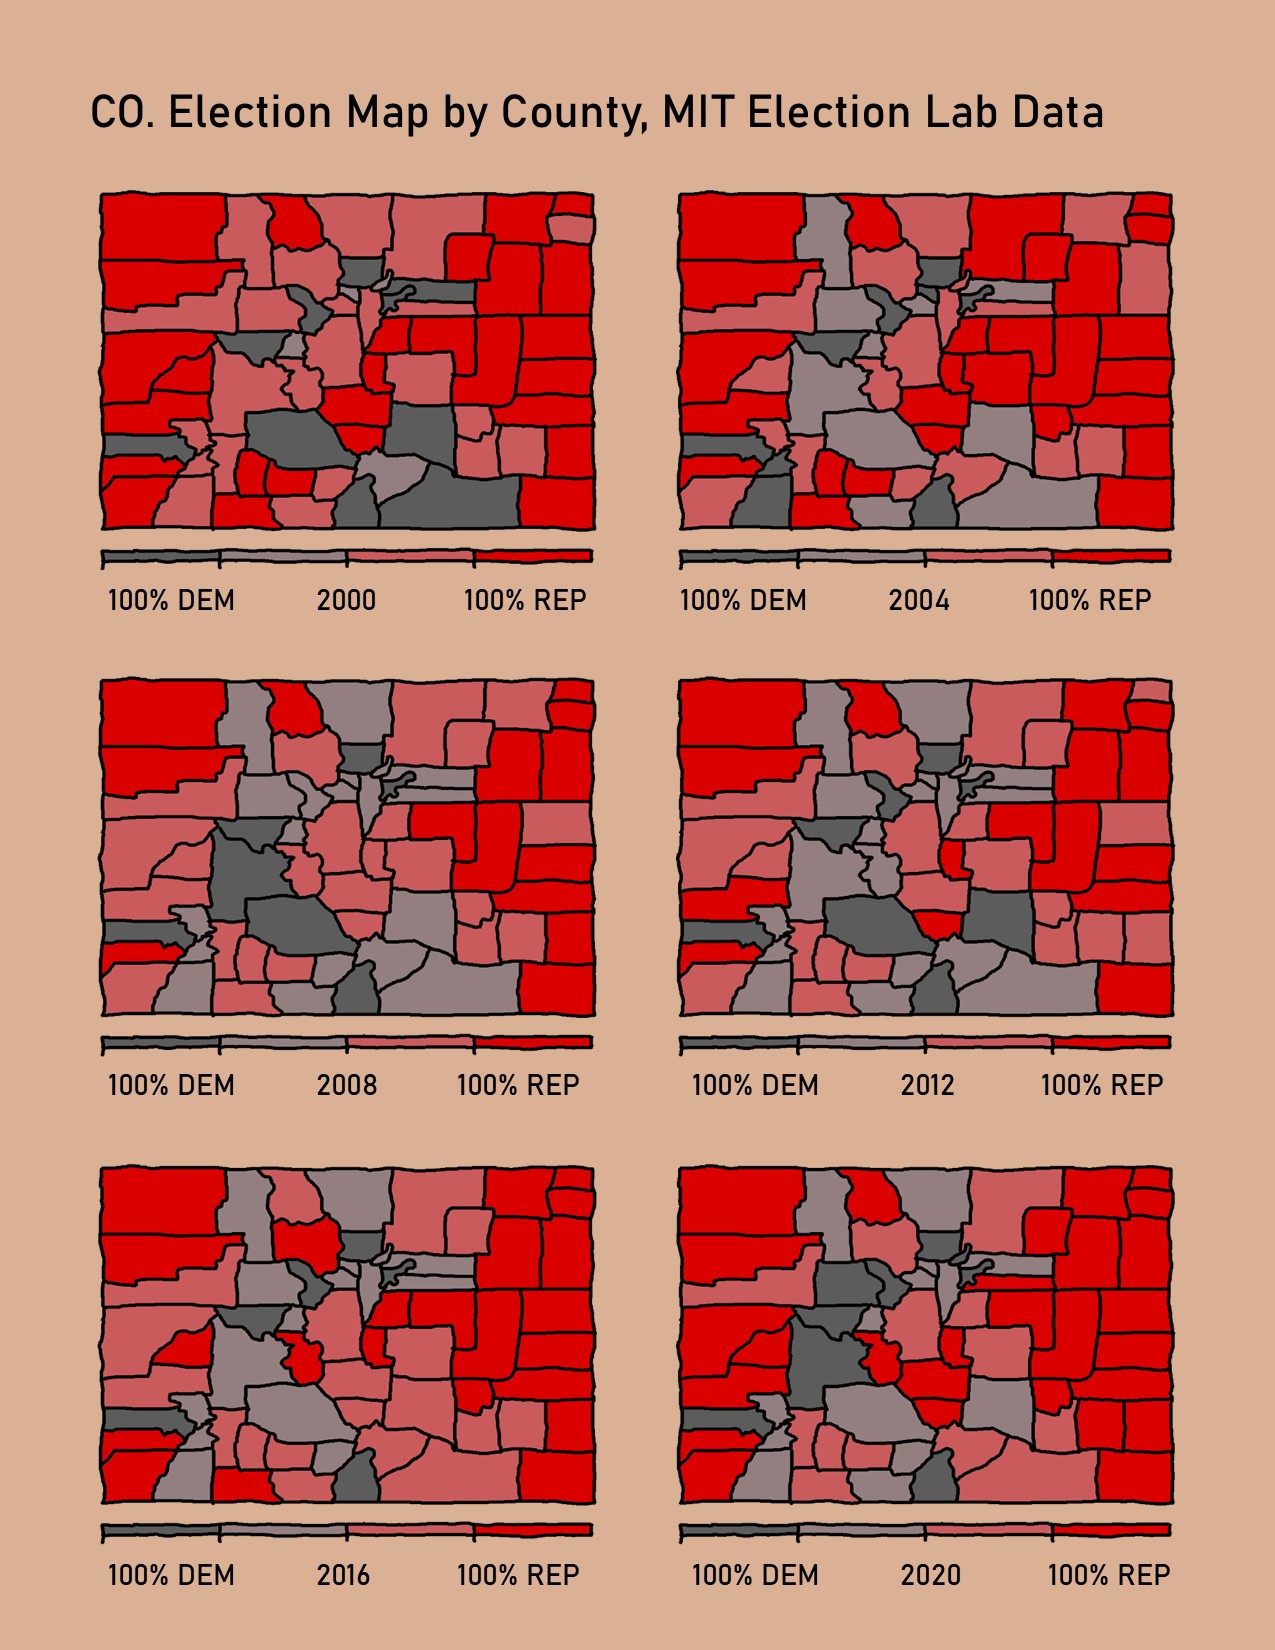 CO. Election Map by County, MIT Election Lab Data
100% DEM 2000 100% REP
100% DEM 2004 100% REP
100% DEM 2008 100% REP
100% DEM 2012 100% REP
100% DEM 2016 100% REP
100% DEM 2020 100% REP